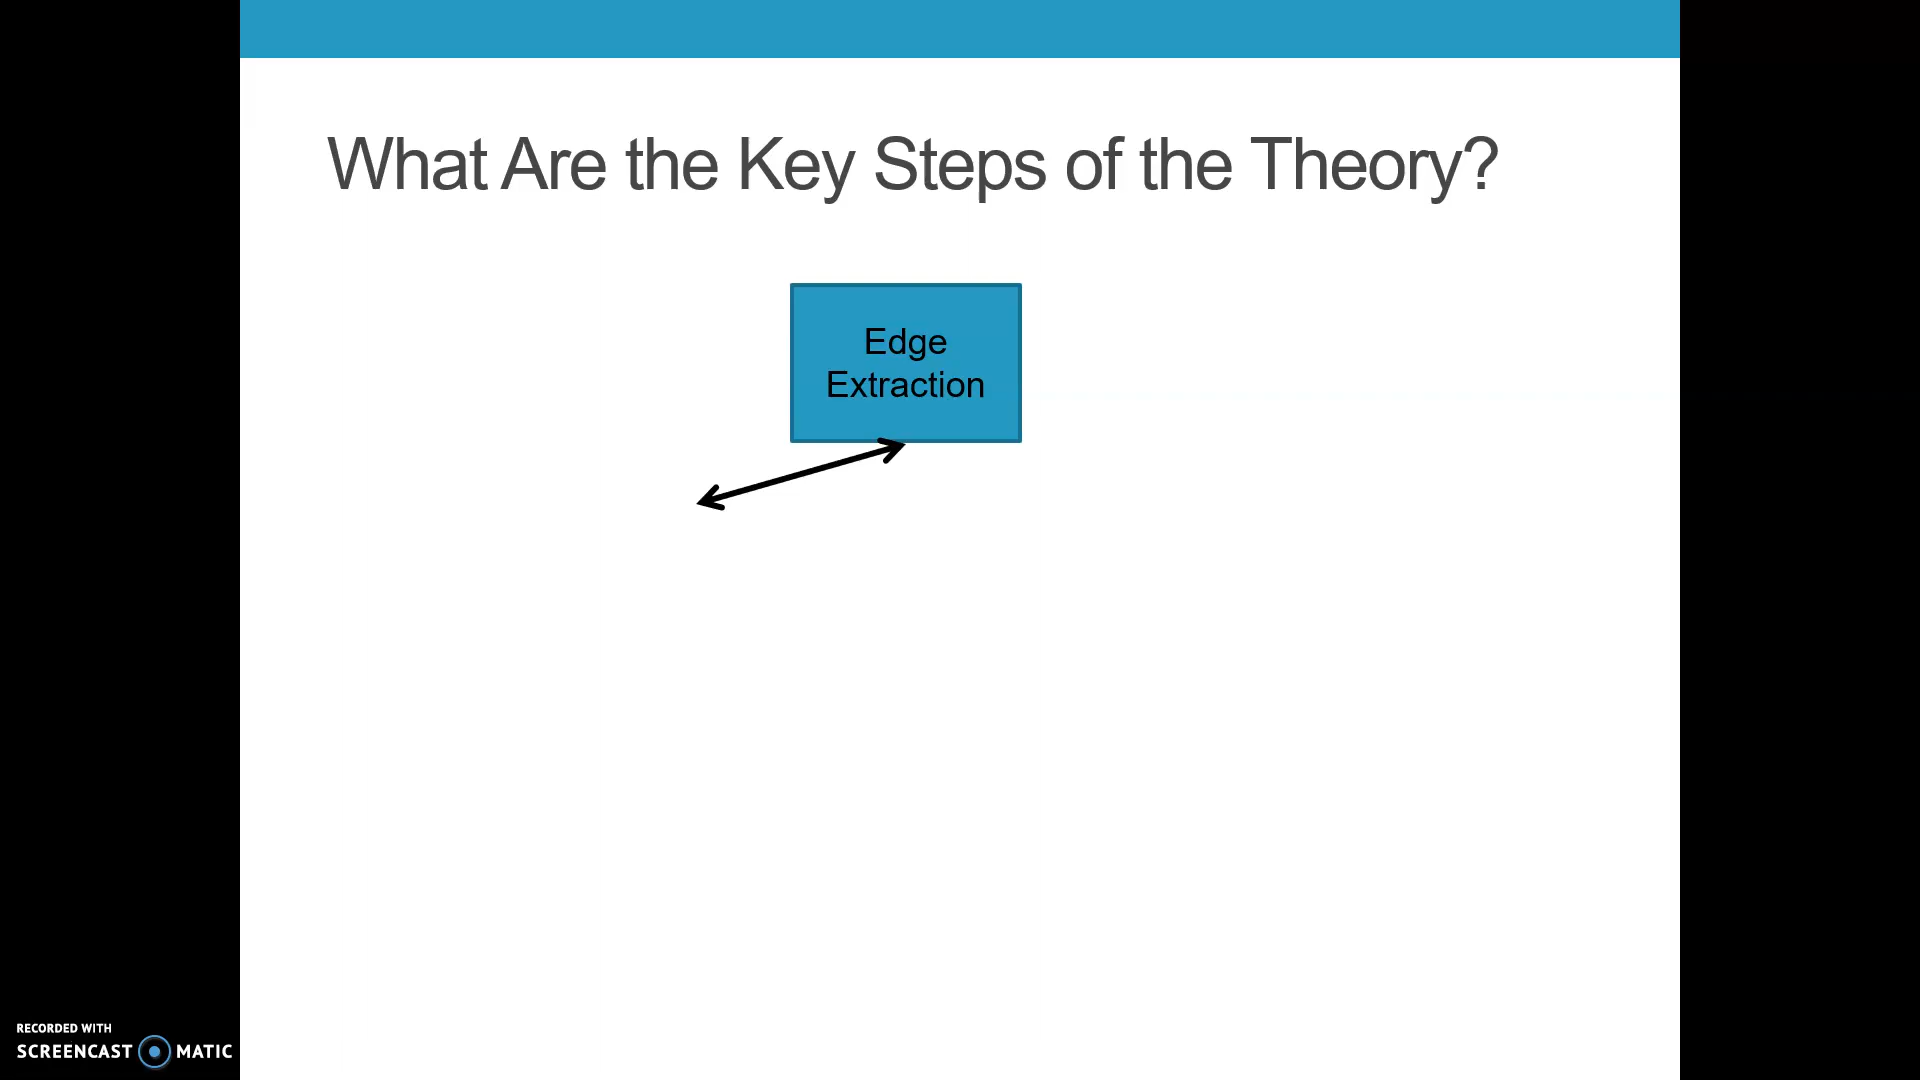 What Are the Key Steps of the Theory?
Edge
Extraction
RECORDED WITH
SCREENCAST MATIC